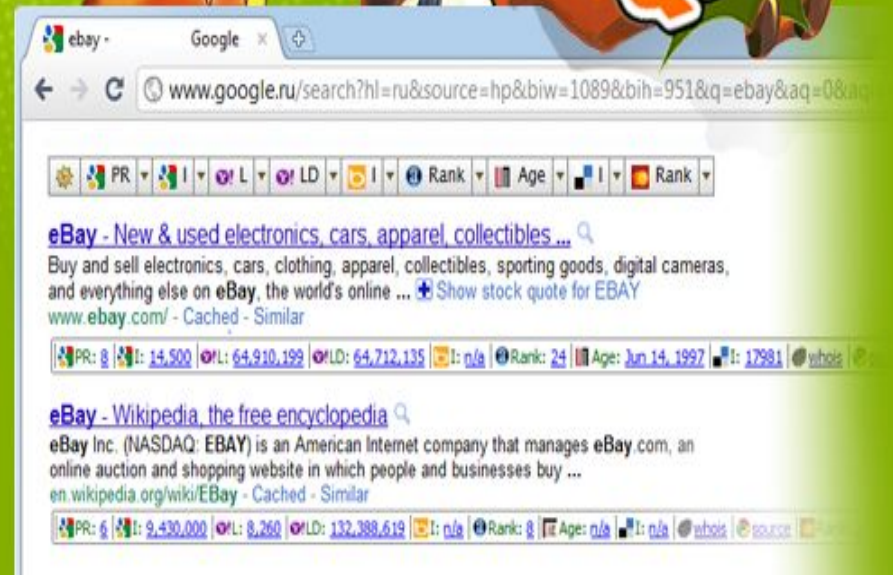 ebay - Google
www.google.ru/search?hl=ru&source=hp&biw=1089&bih=951&q=ebay&aq=0&aq
PR I L LD I Rank Age I Rank
eBay - New & used electronics, cars, apparel, collectibles ...
Buy and sell electronics, cars, clothing, apparel, collectibles, sporting goods, digital cameras,
and everything else on eBay, the world's online ... Show stock quote for EBAY
www.ebay.com/ - Cached - Similar
PR: 8 I: 14,500 L: 64,910,199 LD: 64,712,135 I: n/a Rank: 24 Age: Jun 14, 1997 I: 17981 whois
eBay - Wikipedia, the free encyclopedia
eBay Inc. (NASDAQ: EBAY) is an American Internet company that manages eBay.com, an
online auction and shopping website in which people and businesses buy ...
en.wikipedia.org/wiki/EBay - Cached - Similar
PR: 6 I: 9,430,000 L: 8,260 LD: 132,388,619 I: n/a Rank: 8 Age: n/a I: n/a whois source